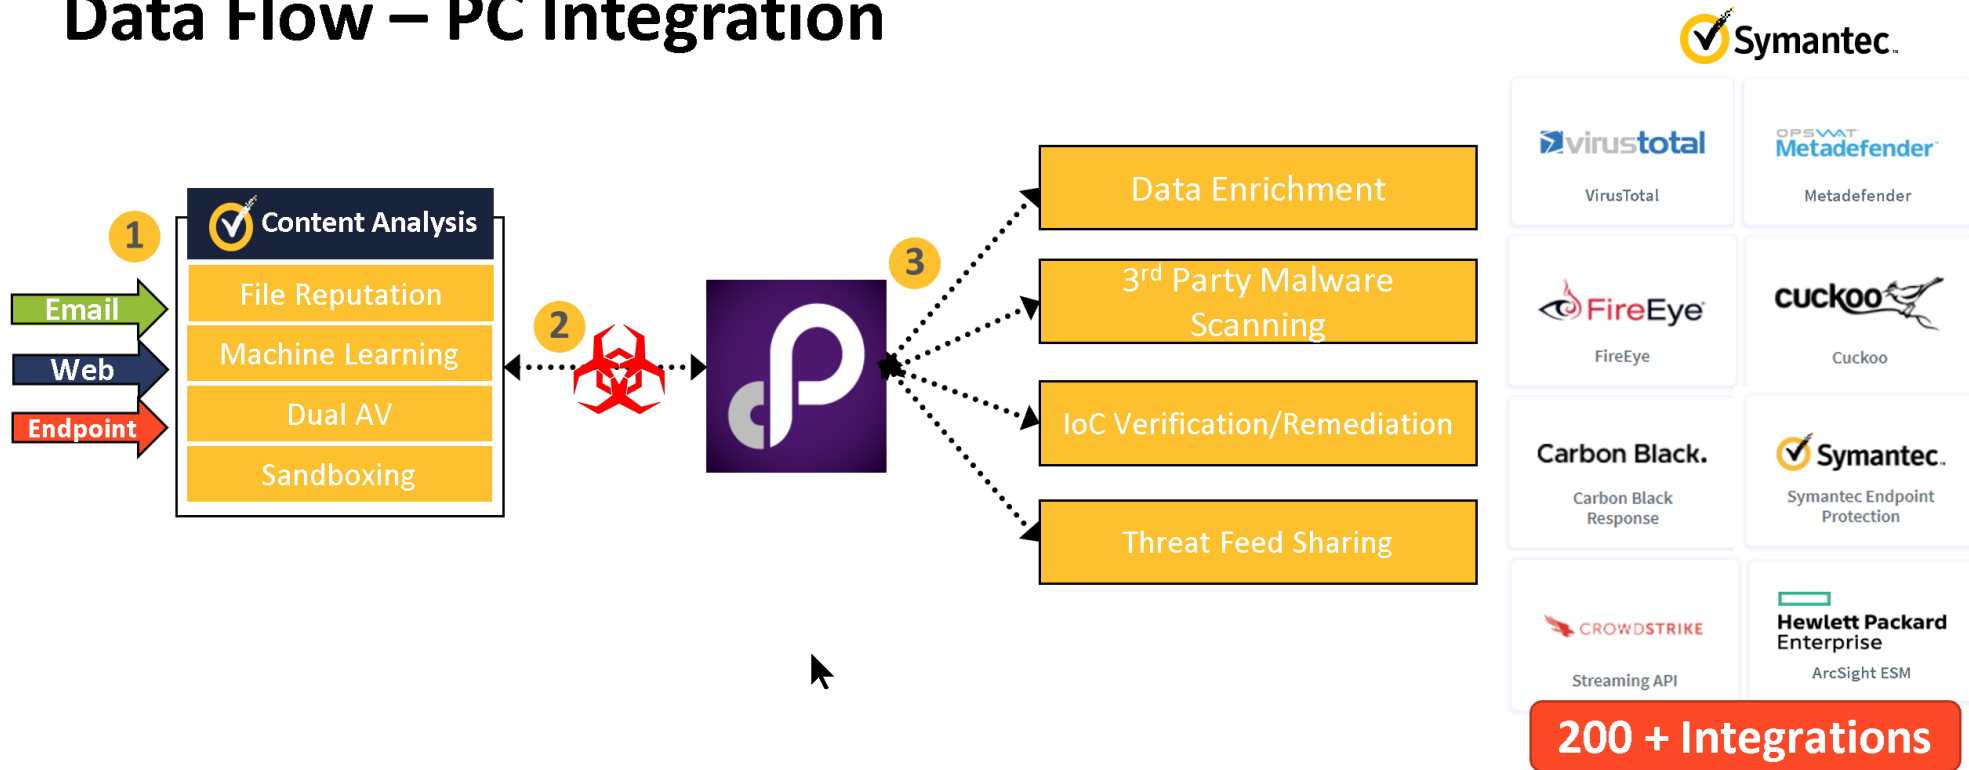 Data Flow – PC Integration
Symantec™
1
Content Analysis
File Reputation
Machine Learning
Dual AV
Sandboxing
Email
Web
Endpoint
2
3
Data Enrichment
3rd Party Malware
Scanning
IoC Verification/Remediation
Threat Feed Sharing
virustotal
VirusTotal
OPSWAT
Metadefender™
Metadefender
FireEye
FireEye
cuckoo
Cuckoo
Carbon Black.
Carbon Black
Response
Symantec™
Symantec Endpoint
Protection
CROWDSTRIKE
Streaming API
Hewlett Packard
Enterprise
ArcSight ESM
200 + Integrations